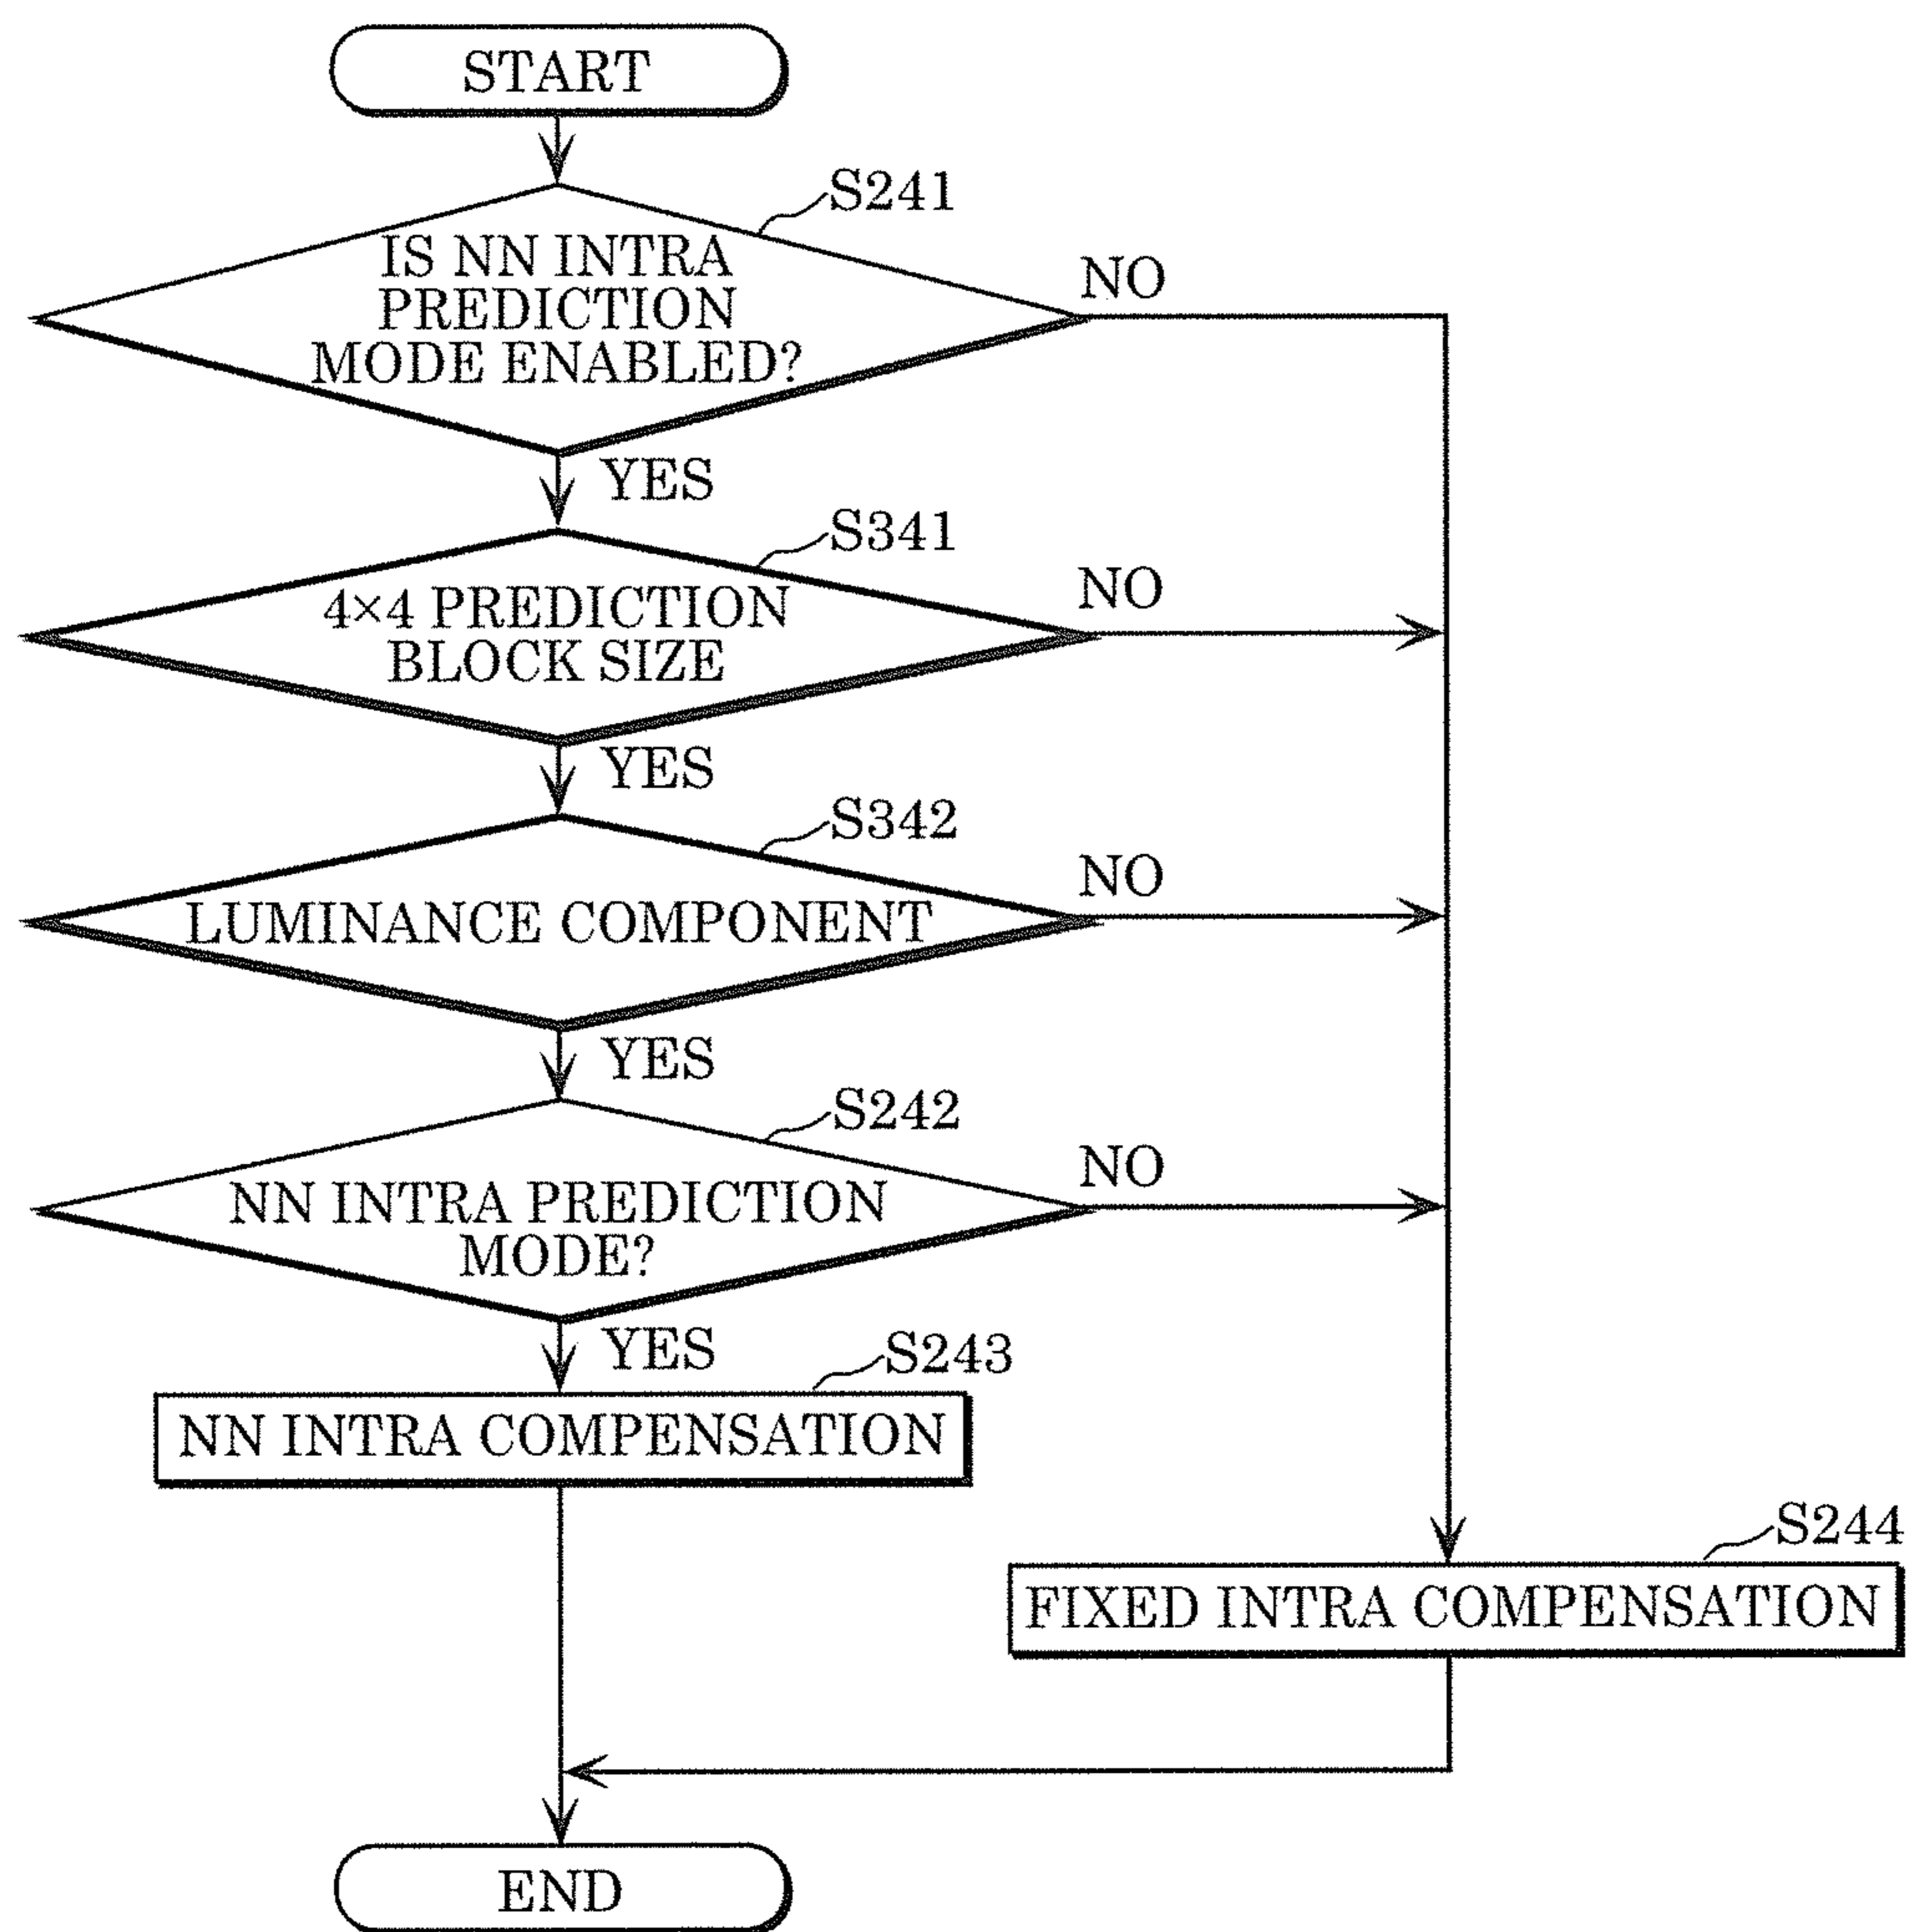 START
S241
IS NN INTRA
PREDICTION
MODE ENABLED?
NO
YES
S341
4×4 PREDICTION
BLOCK SIZE
NO
YES
S342
LUMINANCE COMPONENT
NO
YES
S242
NN INTRA PREDICTION
MODE?
NO
YES
S243
NN INTRA COMPENSATION
S244
FIXED INTRA COMPENSATION
END